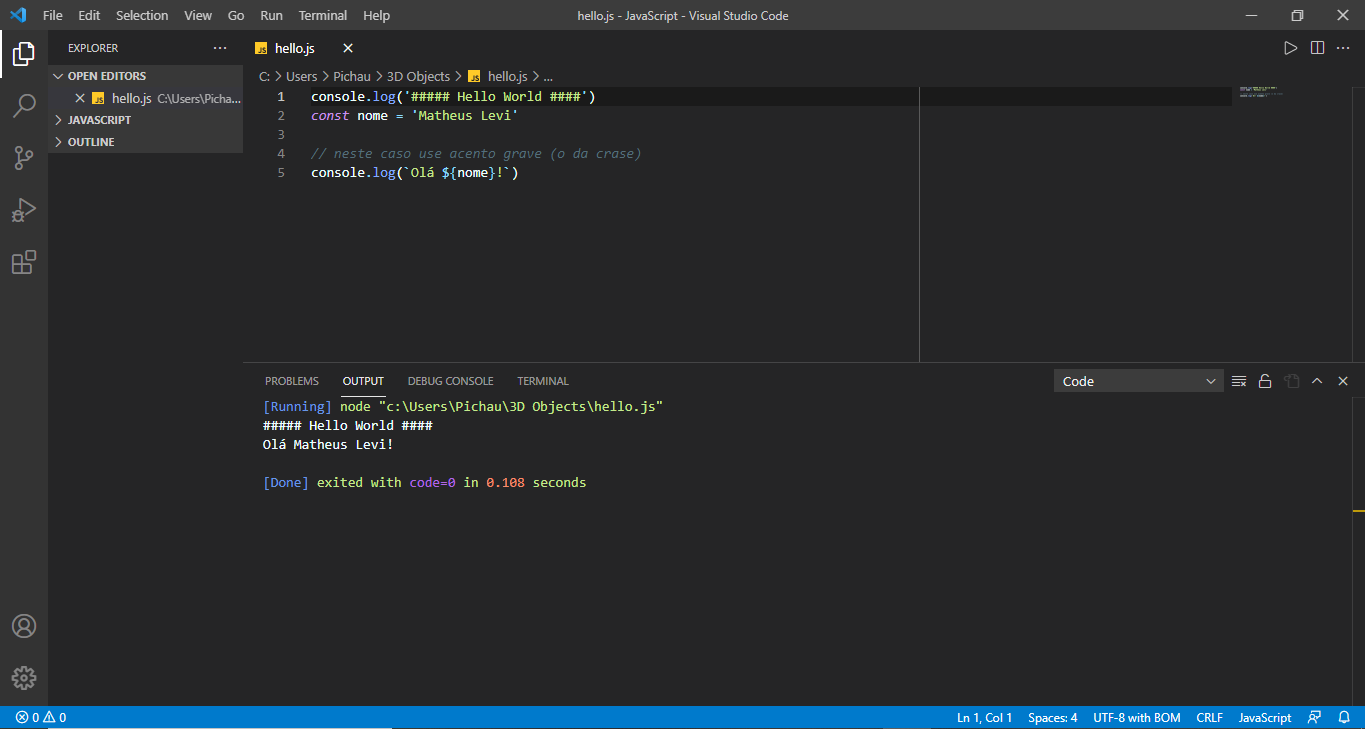 File Edit Selection View Go Run Terminal Help hello.js - JavaScript - Visual Studio Code
EXPLORER
OPEN EDITORS
JS hello.js C:\Users\Picha...
JAVASCRIPT
OUTLINE
JS hello.js
C: > Users > Pichau > 3D Objects > JS hello.js > ...
1 console.log('##### Hello World ####')
2 const nome = 'Matheus Levi'
3
4 // neste caso use acento grave (o da crase)
5 console.log(`Olá ${nome}!`)
PROBLEMS OUTPUT DEBUG CONSOLE TERMINAL Code
[Running] node "c:\Users\Pichau\3D Objects\hello.js"
##### Hello World ####
Olá Matheus Levi!
[Done] exited with code=0 in 0.108 seconds
0 0 Ln 1, Col 1 Spaces: 4 UTF-8 with BOM CRLF JavaScript